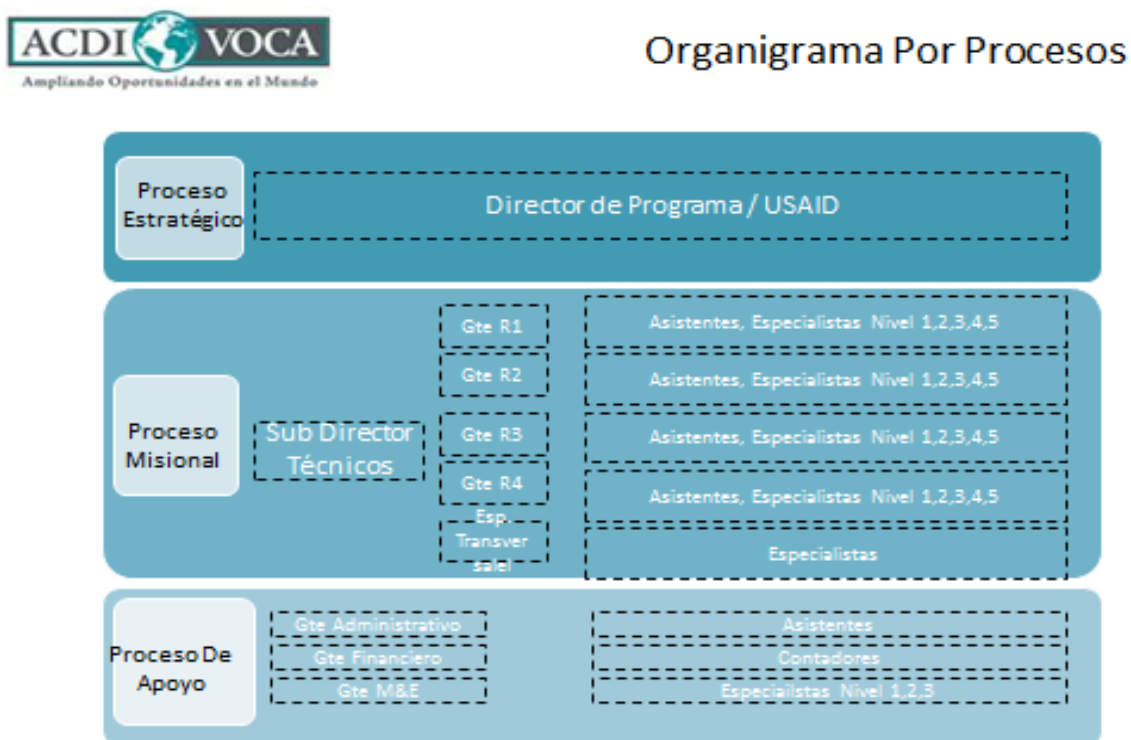 ACDI VOCA
Ampliando Oportunidades en el Mundo
Organigrama Por Procesos
Proceso
Estratégico
Director de Programa / USAID
Proceso
Misional
Sub Director
Técnicos
Gte R1
Asistentes, Especialistas Nivel 1,2,3,4,5
Gte R2
Asistentes, Especialistas Nivel 1,2,3,4,5
Gte R3
Asistentes, Especialistas Nivel 1,2,3,4,5
Gte R4
Asistentes, Especialistas Nivel 1,2,3,4,5
Esp.
Transver
salel
Especialistas
Proceso De
Apoyo
Gte Administrativo
Asistentes
Gte Financiero
Contadores
Gte M&E
Especiailstas Nivel 1,2,3